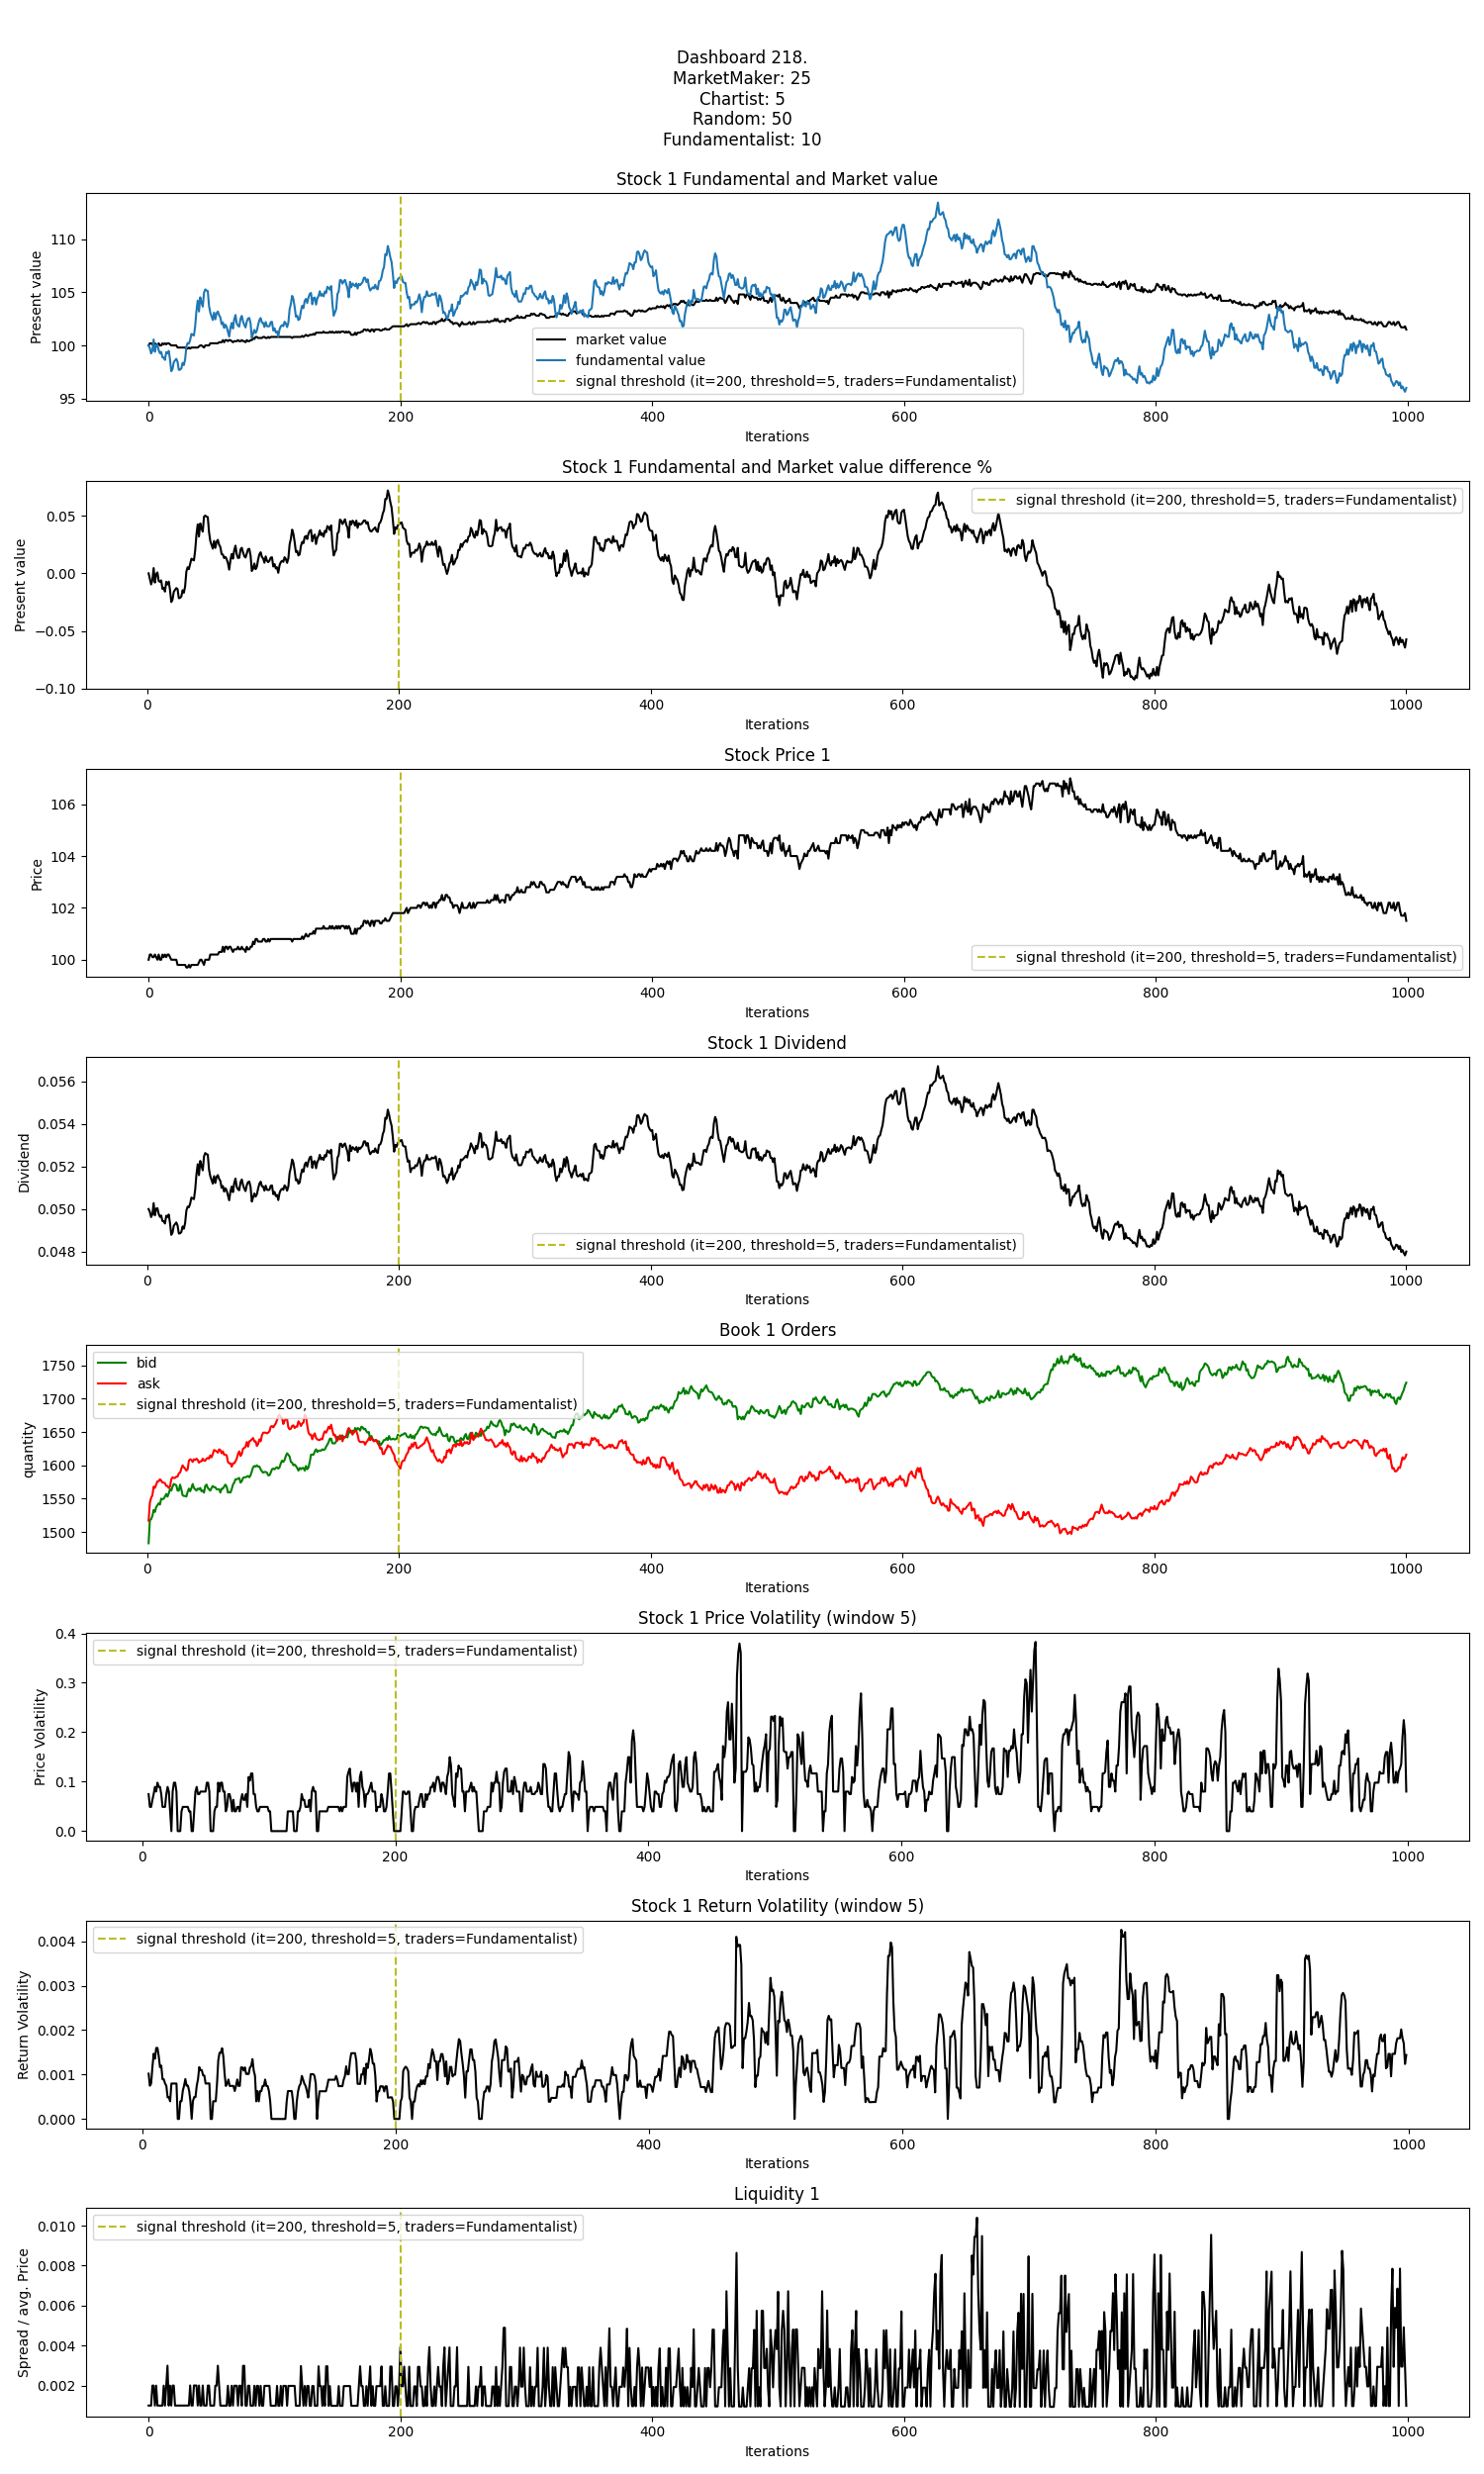 Dashboard 218.
MarketMaker: 25
Chartist: 5
Random: 50
Fundamentalist: 10
Stock 1 Fundamental and Market value
Present value
110
105
100
95
market value
fundamental value
signal threshold (it=200, threshold=5, traders=Fundamentalist)
0 200 400 600 800 1000
Iterations
Stock 1 Fundamental and Market value difference %
Present value
0.05
0.00
−0.05
−0.10
signal threshold (it=200, threshold=5, traders=Fundamentalist)
0 200 400 600 800 1000
Iterations
Stock Price 1
Price
106
104
102
100
signal threshold (it=200, threshold=5, traders=Fundamentalist)
0 200 400 600 800 1000
Iterations
Stock 1 Dividend
Dividend
0.056
0.054
0.052
0.050
0.048
signal threshold (it=200, threshold=5, traders=Fundamentalist)
0 200 400 600 800 1000
Iterations
Book 1 Orders
quantity
1750
1700
1650
1600
1550
1500
bid
ask
signal threshold (it=200, threshold=5, traders=Fundamentalist)
0 200 400 600 800 1000
Iterations
Stock 1 Price Volatility (window 5)
Price Volatility
0.4
0.3
0.2
0.1
0.0
signal threshold (it=200, threshold=5, traders=Fundamentalist)
0 200 400 600 800 1000
Iterations
Stock 1 Return Volatility (window 5)
Return Volatility
0.004
0.003
0.002
0.001
0.000
signal threshold (it=200, threshold=5, traders=Fundamentalist)
0 200 400 600 800 1000
Iterations
Liquidity 1
Spread / avg. Price
0.010
0.008
0.006
0.004
0.002
signal threshold (it=200, threshold=5, traders=Fundamentalist)
0 200 400 600 800 1000
Iterations